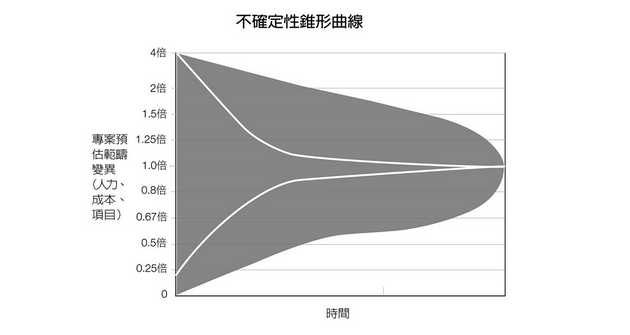 不確定性錐形曲線
4倍
2倍
1.5倍
1.25倍
1.0倍
0.8倍
0.67倍
0.5倍
0.25倍
0
專案預
估範疇
變異
（人力、
成本、
項目）
時間